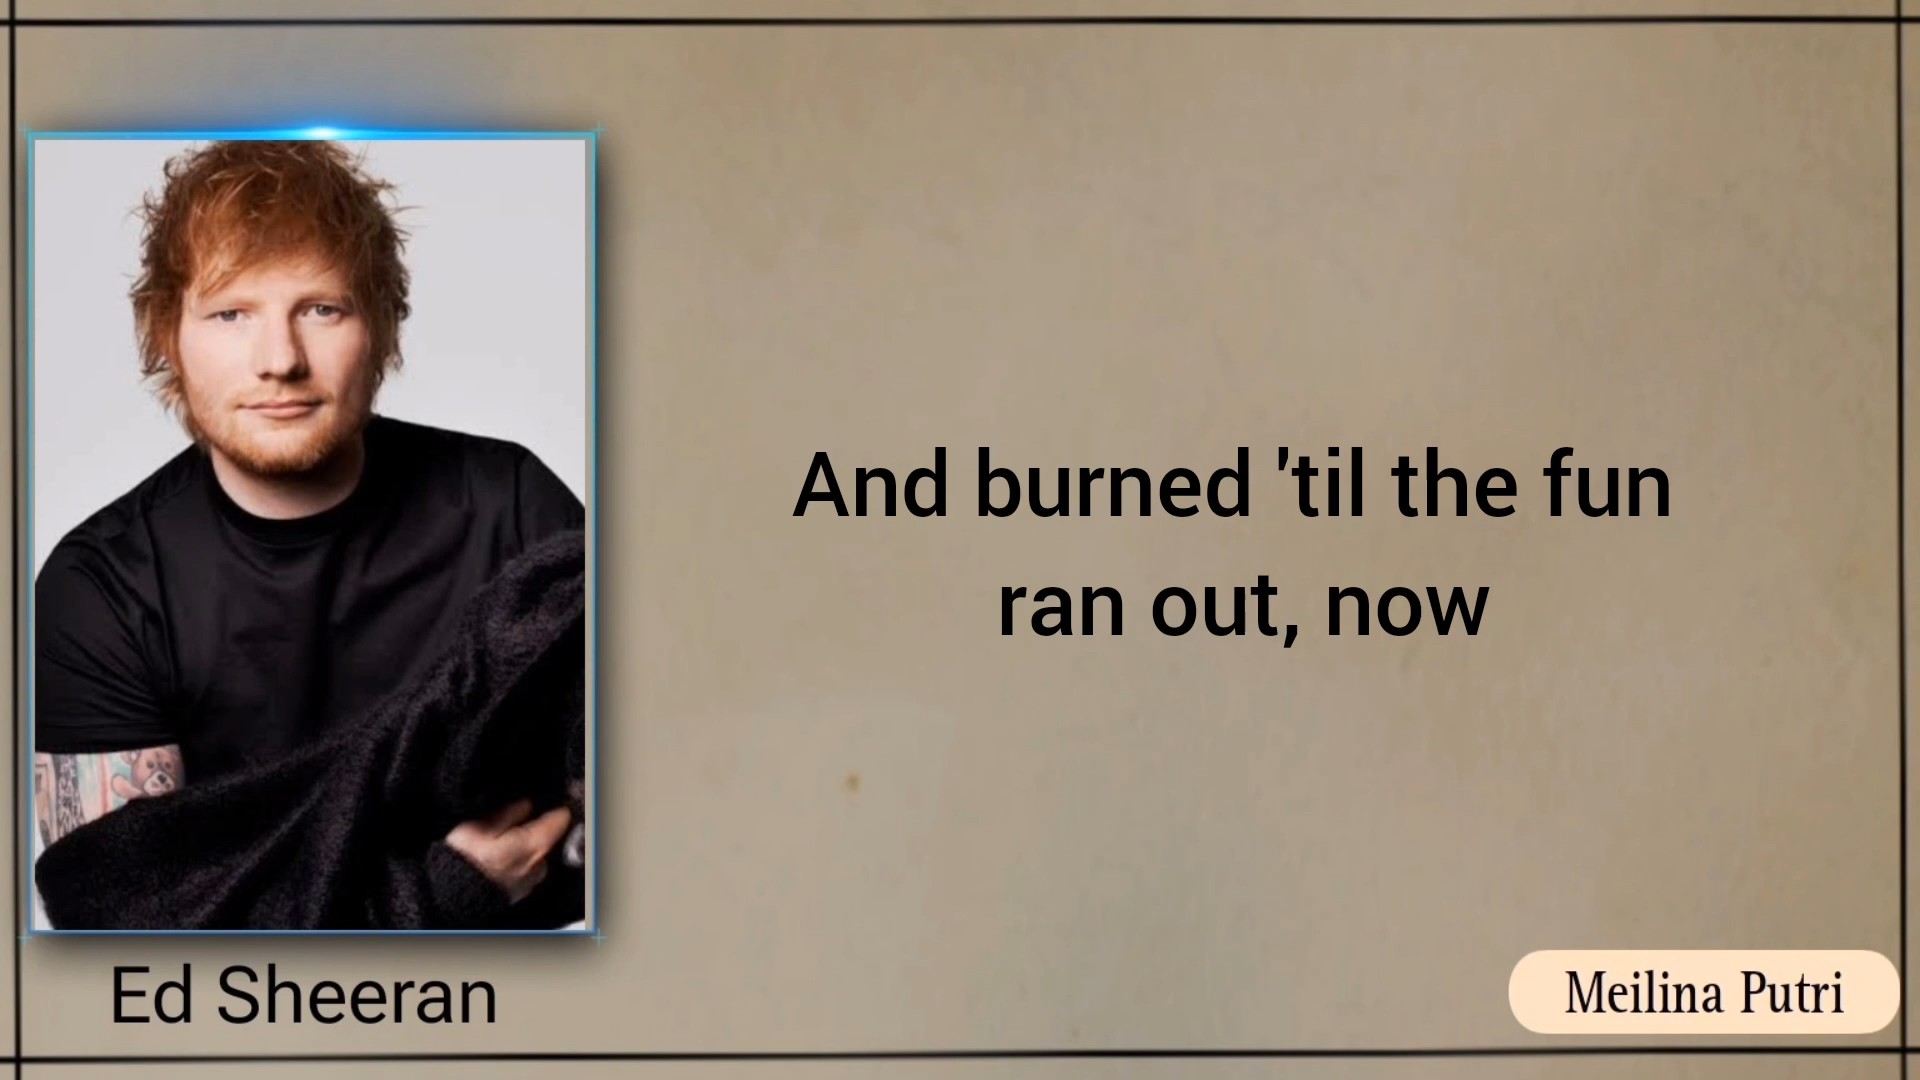 And burned 'til the fun
ran out, now
Ed Sheeran
Meilina Putri